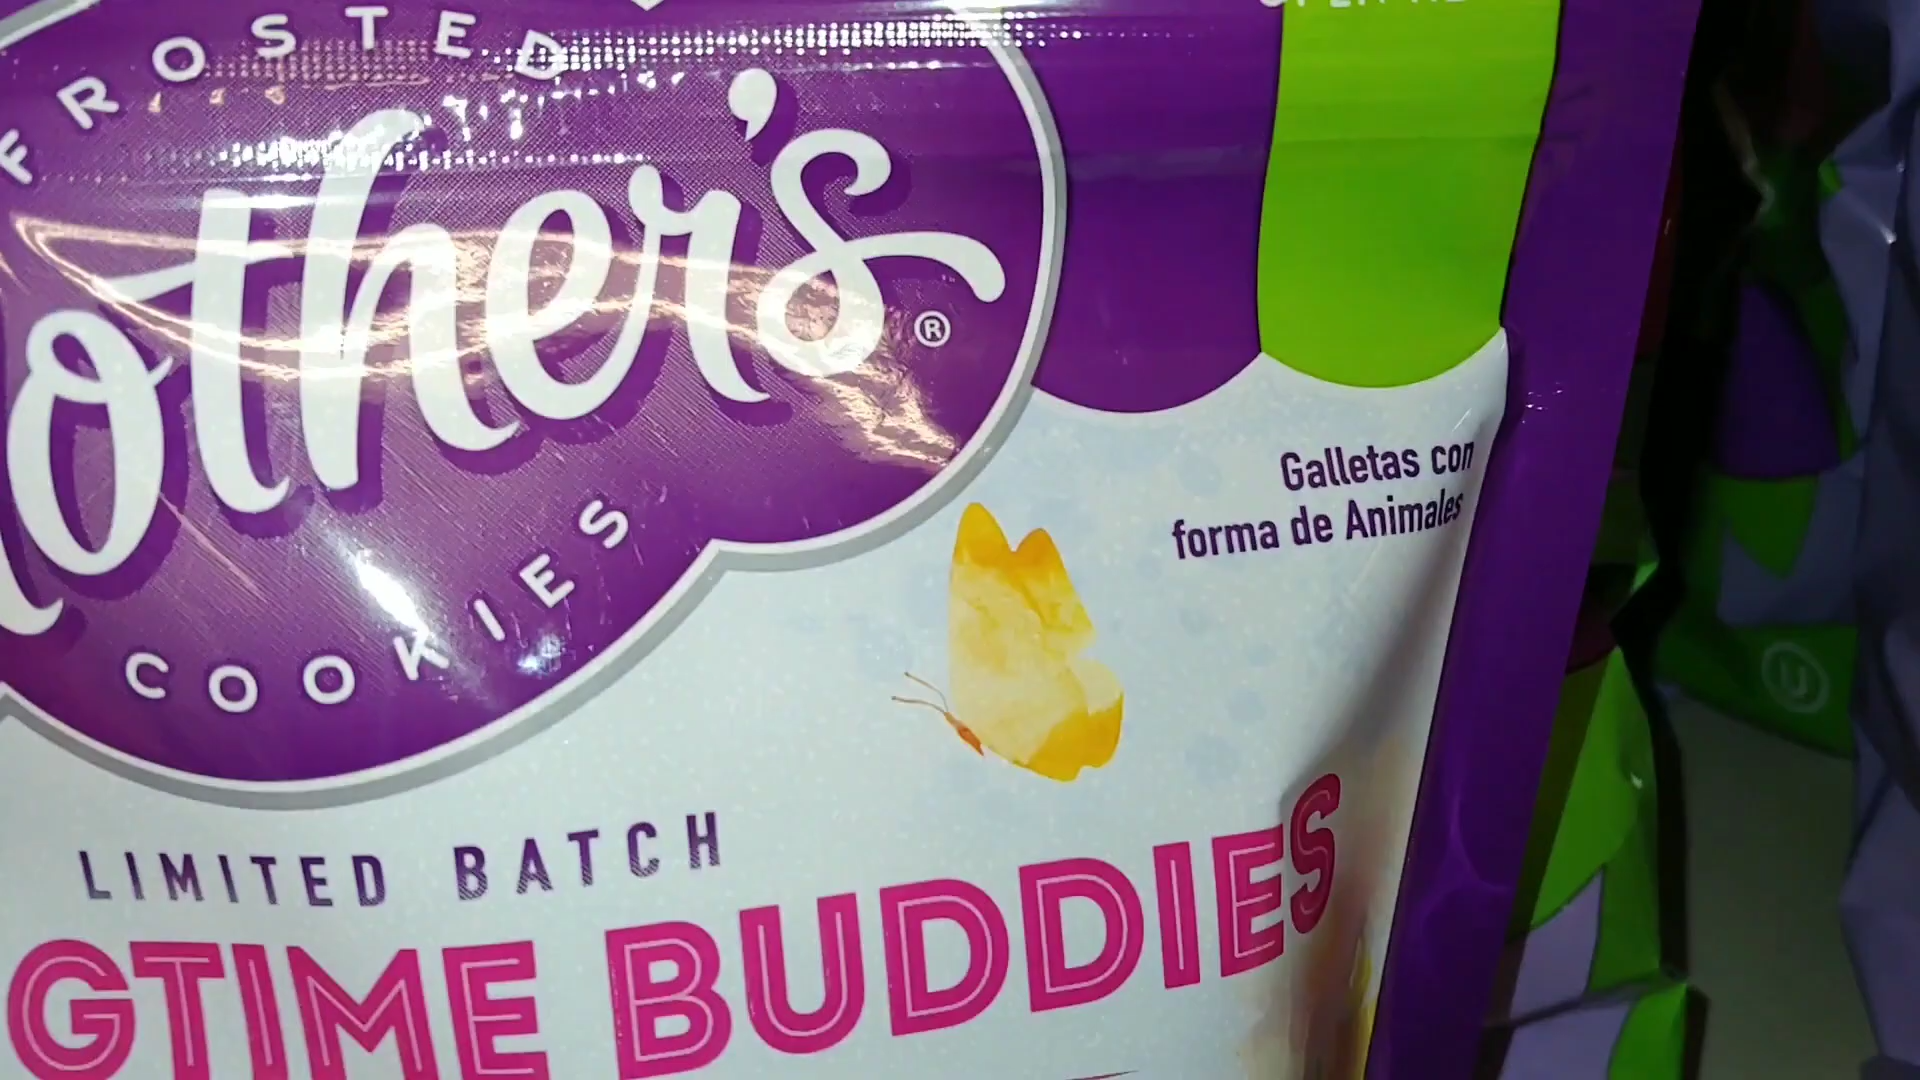 FROSTED
other's®
COOKIES
Galletas con
forma de Animales
LIMITED BATCH
GTIME BUDDIES